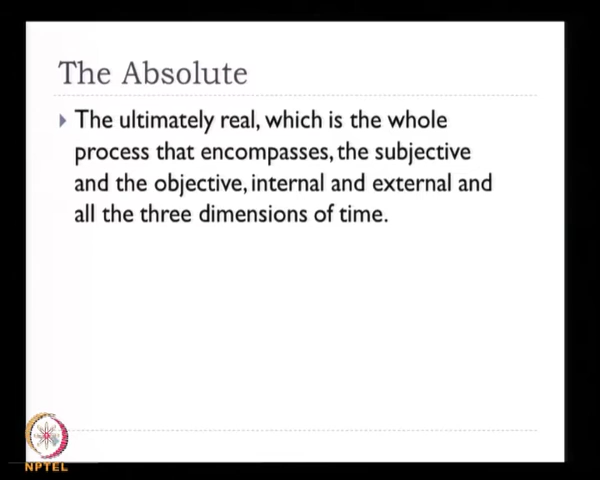 The Absolute
The ultimately real, which is the whole
process that encompasses, the subjective
and the objective, internal and external and
all the three dimensions of time.
NPTEL